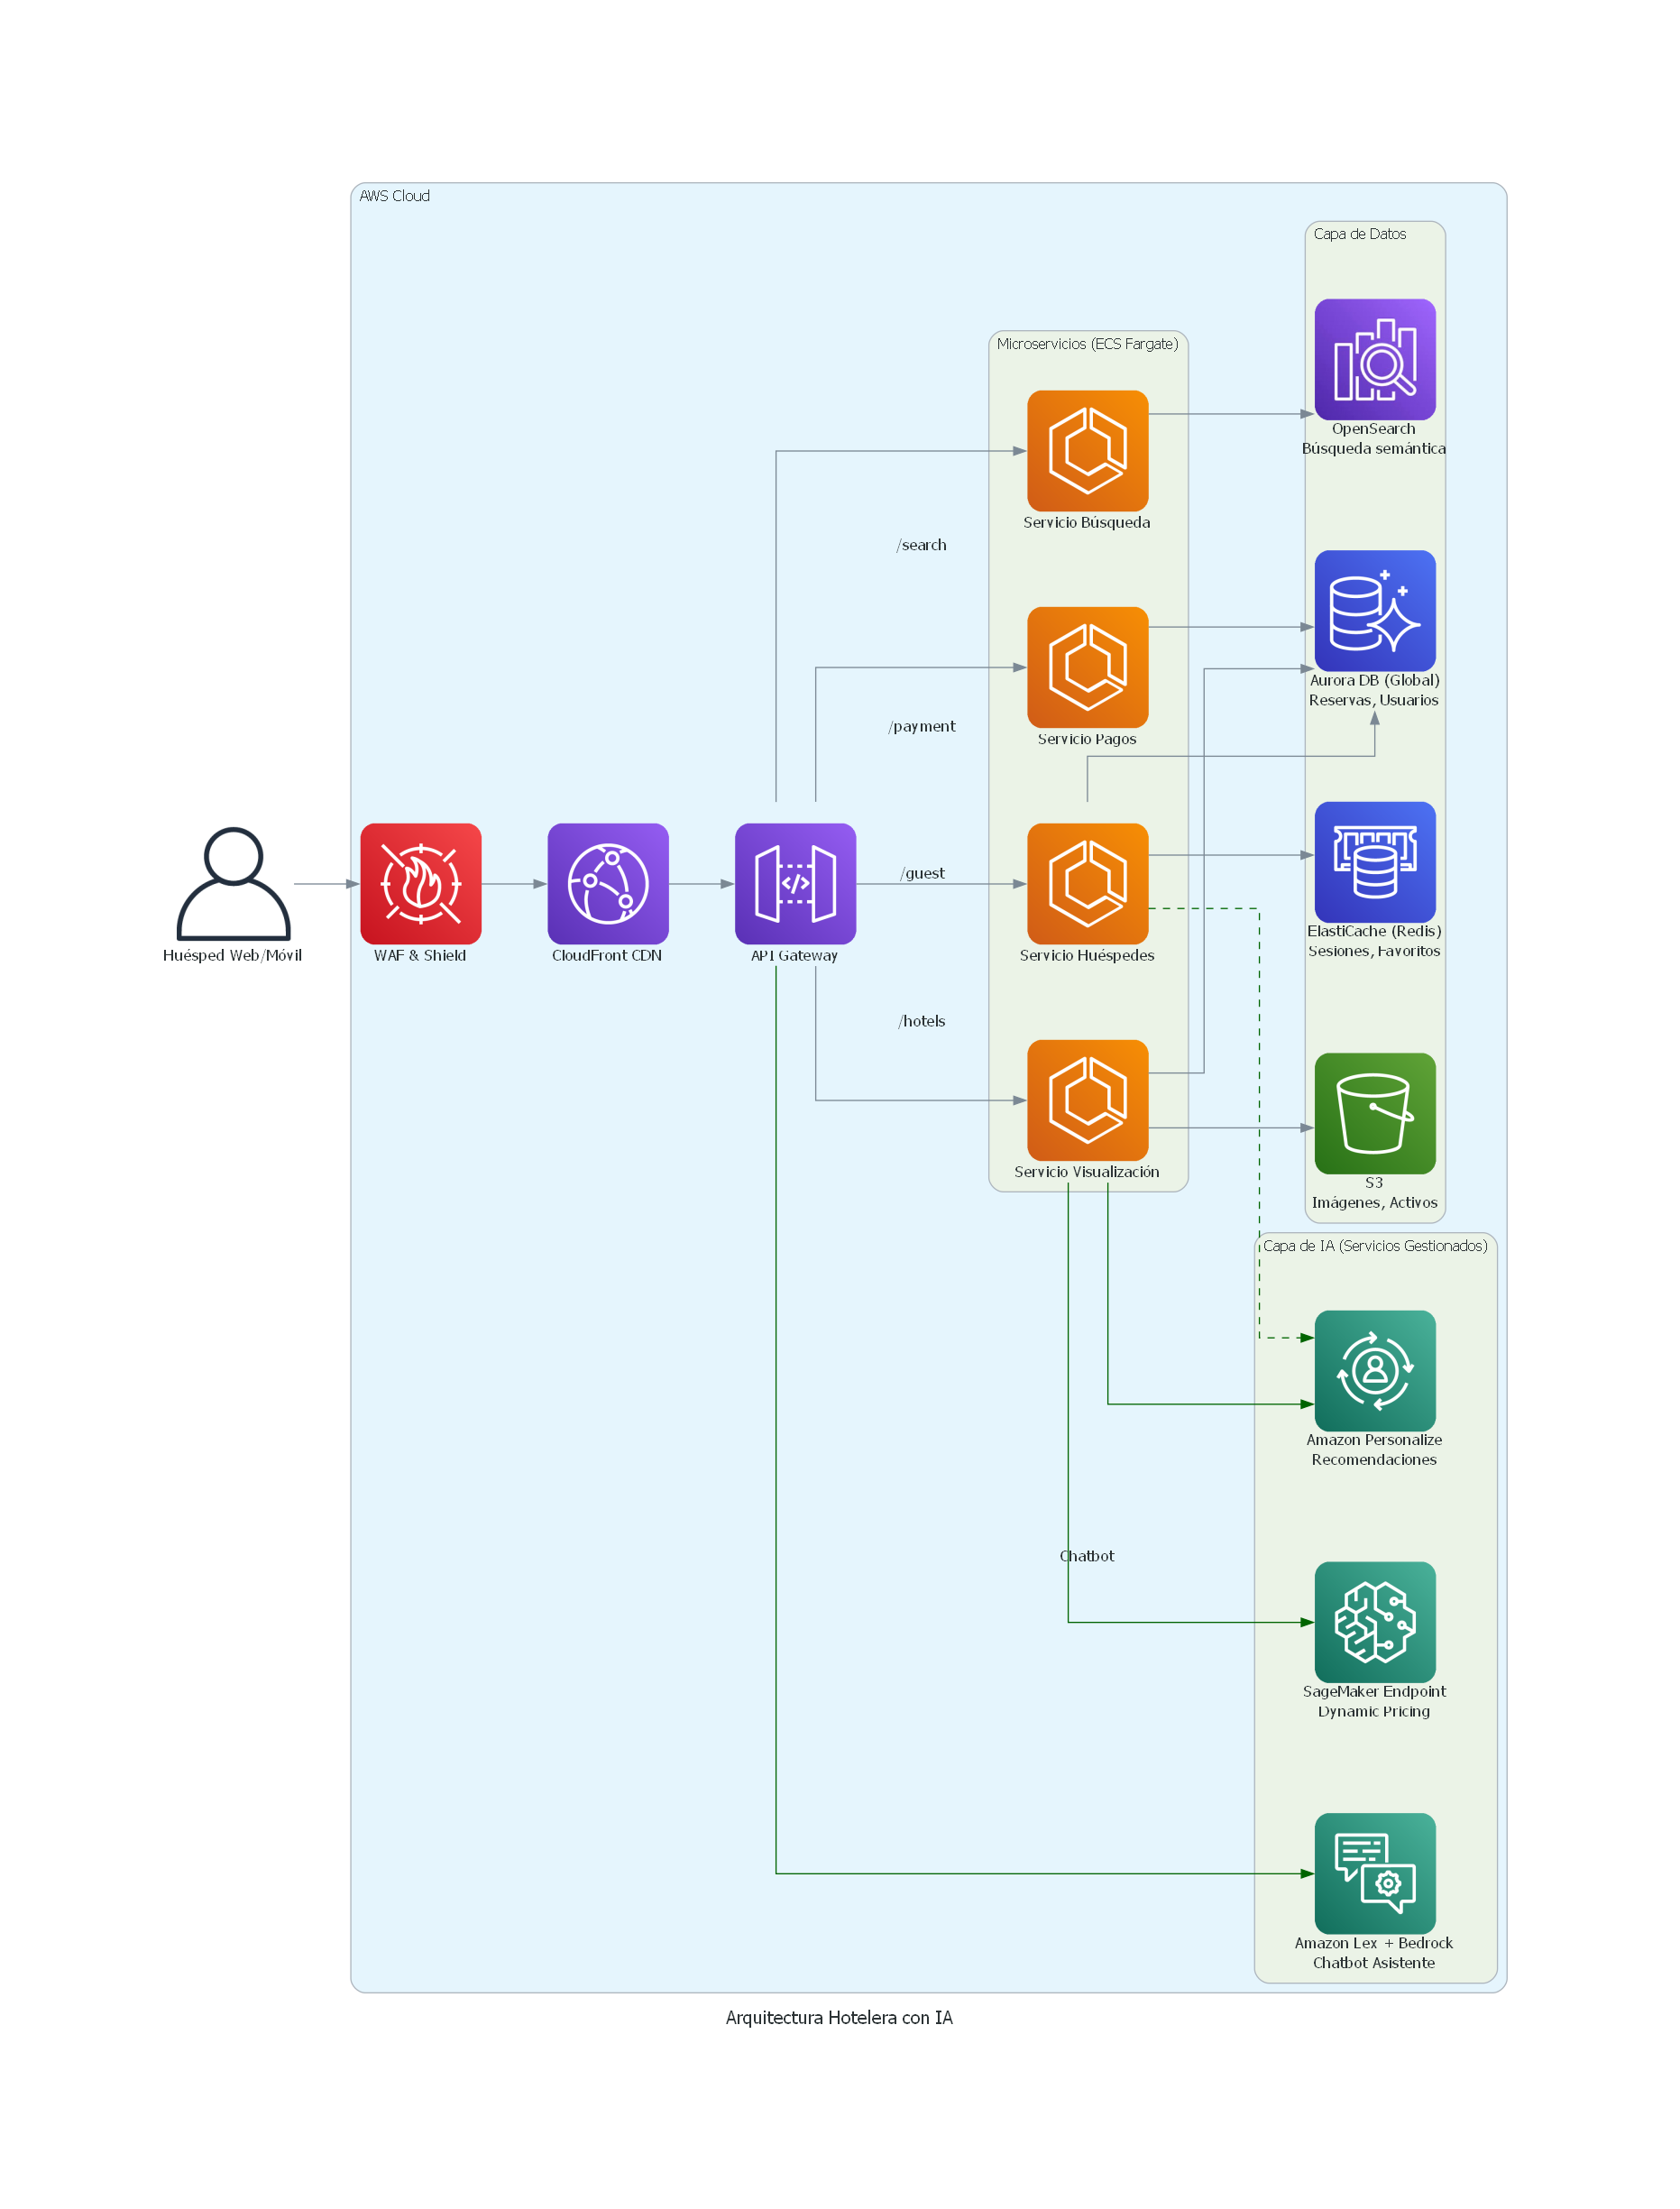 AWS Cloud
Capa de Datos
OpenSearch
Búsqueda semántica
Microservicios (ECS Fargate)
Servicio Búsqueda
/search
Aurora DB (Global)
Reservas, Usuarios
/payment
Servicio Pagos
/guest
Huésped Web/Móvil
WAF & Shield
CloudFront CDN
API Gateway
Servicio Huéspedes
ElastiCache (Redis)
Sesiones, Favoritos
/hotels
Servicio Visualización
S3
Imágenes, Activos
Capa de IA (Servicios Gestionados)
Amazon Personalize
Recomendaciones
Chatbot
SageMaker Endpoint
Dynamic Pricing
Amazon Lex + Bedrock
Chatbot Asistente
Arquitectura Hotelera con IA